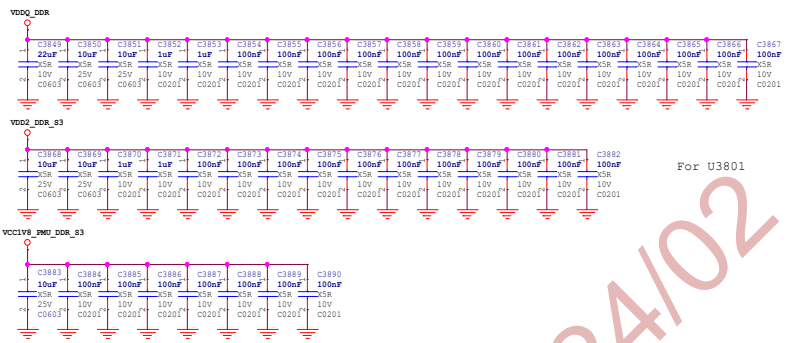 VDDQ_DDR
C3849 C3850 C3851 C3852 C3853 C3854 C3855 C3856 C3857 C3858 C3859 C3860 C3861 C3862 C3863 C3864 C3865 C3866 C3867
22uF 10uF 10uF 1uF 1uF 100nF 100nF 100nF 100nF 100nF 100nF 100nF 100nF 100nF 100nF 100nF 100nF 100nF 100nF
X5R X5R X5R X5R X5R X5R X5R X5R X5R X5R X5R X5R X5R X5R X5R X5R X5R X5R X5R
10V 25V 25V 10V 10V 10V 10V 10V 10V 10V 10V 10V 10V 10V 10V 10V 10V 10V 10V
C0603 C0603 C0603 C0201 C0201 C0201 C0201 C0201 C0201 C0201 C0201 C0201 C0201 C0201 C0201 C0201 C0201 C0201 C0201
VDD2_DDR_S3
C3868 C3869 C3870 C3871 C3872 C3873 C3874 C3875 C3876 C3877 C3878 C3879 C3880 C3881 C3882
10uF 10uF 1uF 1uF 100nF 100nF 100nF 100nF 100nF 100nF 100nF 100nF 100nF 100nF 100nF
X5R X5R X5R X5R X5R X5R X5R X5R X5R X5R X5R X5R X5R X5R X5R
25V 25V 10V 10V 10V 10V 10V 10V 10V 10V 10V 10V 10V 10V 10V
C0603 C0603 C0201 C0201 C0201 C0201 C0201 C0201 C0201 C0201 C0201 C0201 C0201 C0201 C0201
For U3801
VCC1V8_PMU_DDR_S3
C3883 C3884 C3885 C3886 C3887 C3888 C3889 C3890
10uF 100nF 100nF 100nF 100nF 100nF 100nF 100nF
X5R X5R X5R X5R X5R X5R X5R X5R
25V 10V 10V 10V 10V 10V 10V 10V
C0603 C0201 C0201 C0201 C0201 C0201 C0201 C0201
24/02